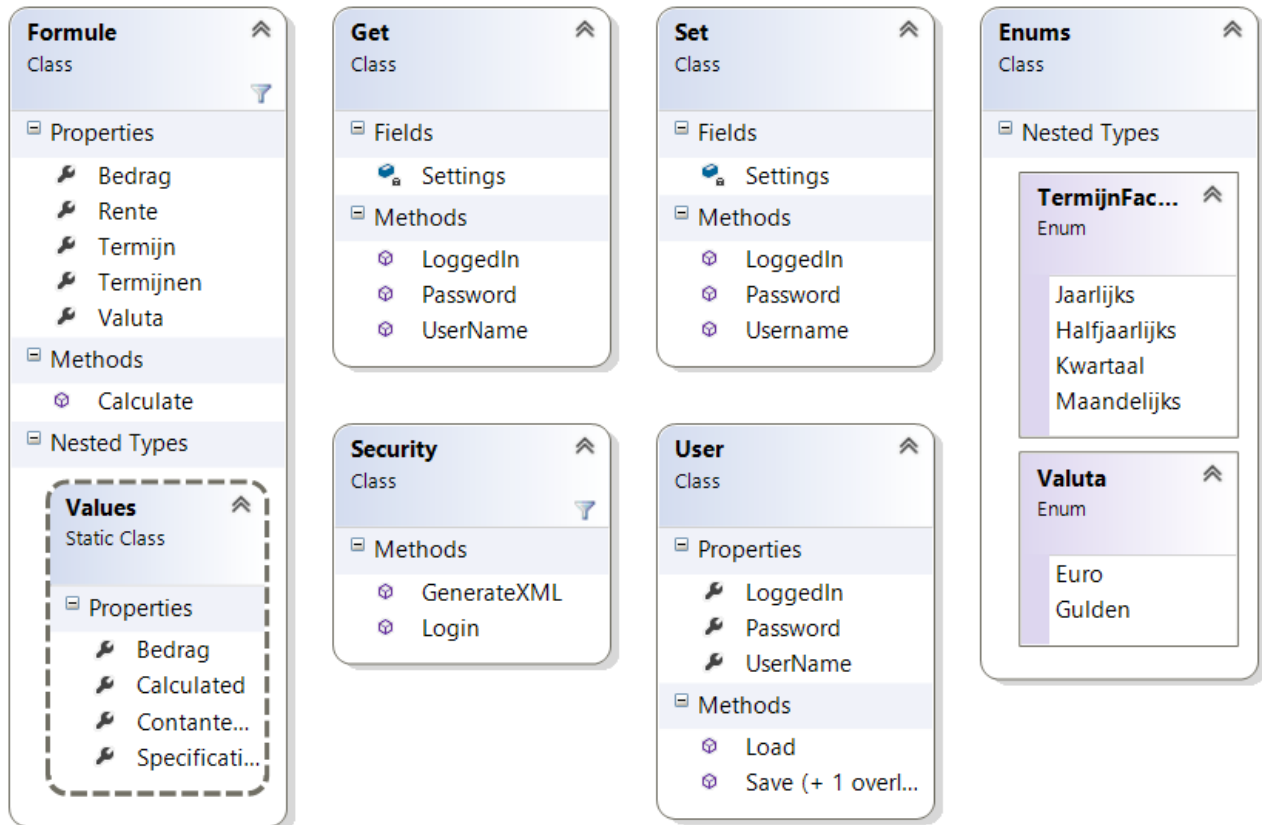 Formule
Class
Properties
Bedrag
Rente
Termijn
Termijnen
Valuta
Methods
Calculate
Nested Types
Values
Static Class
Properties
Bedrag
Calculated
Contante...
Specificati...
Get
Class
Fields
Settings
Methods
LoggedIn
Password
UserName
Set
Class
Fields
Settings
Methods
LoggedIn
Password
Username
Enums
Class
Nested Types
TermijnFac...
Enum
Jaarlijks
Halfjaarlijks
Kwartaal
Maandelijks
Valuta
Enum
Euro
Gulden
Security
Class
Methods
GenerateXML
Login
User
Class
Properties
LoggedIn
Password
UserName
Methods
Load
Save (+ 1 overl...